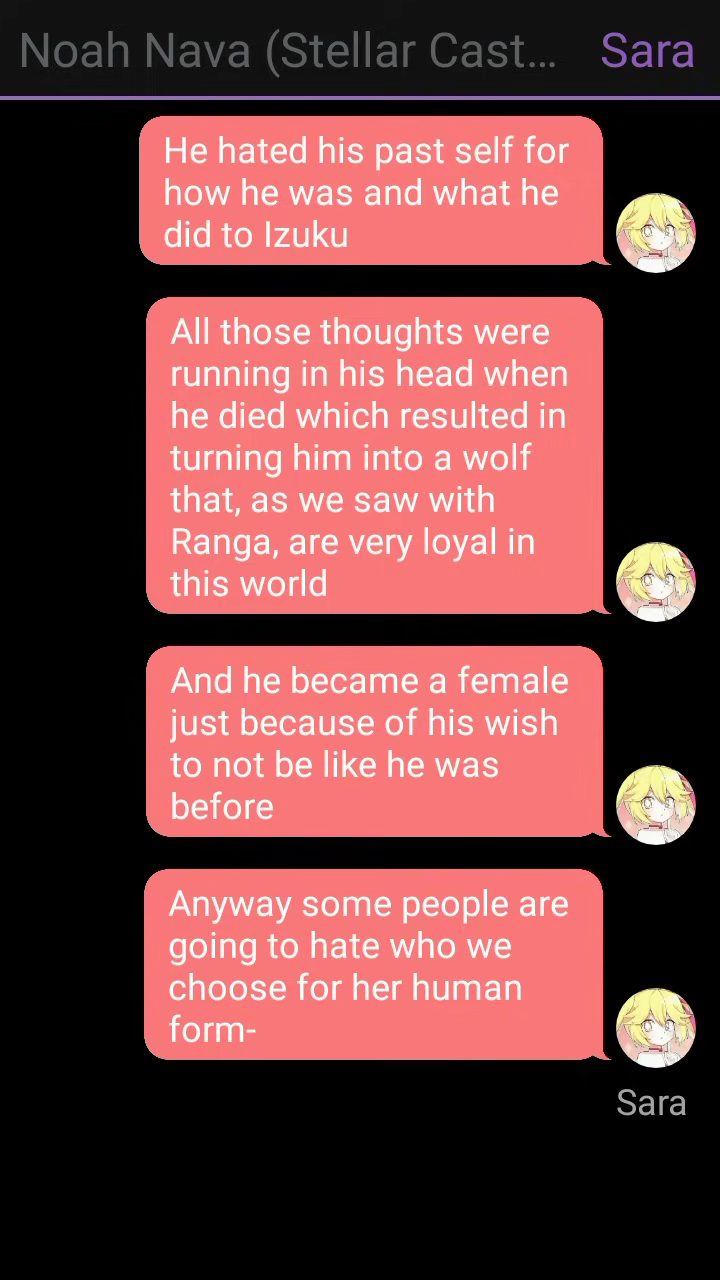 Noah Nava (Stellar Cast... Sara
He hated his past self for
how he was and what he
did to Izuku
All those thoughts were
running in his head when
he died which resulted in
turning him into a wolf
that, as we saw with
Ranga, are very loyal in
this world
And he became a female
just because of his wish
to not be like he was
before
Anyway some people are
going to hate who we
choose for her human
form-
Sara